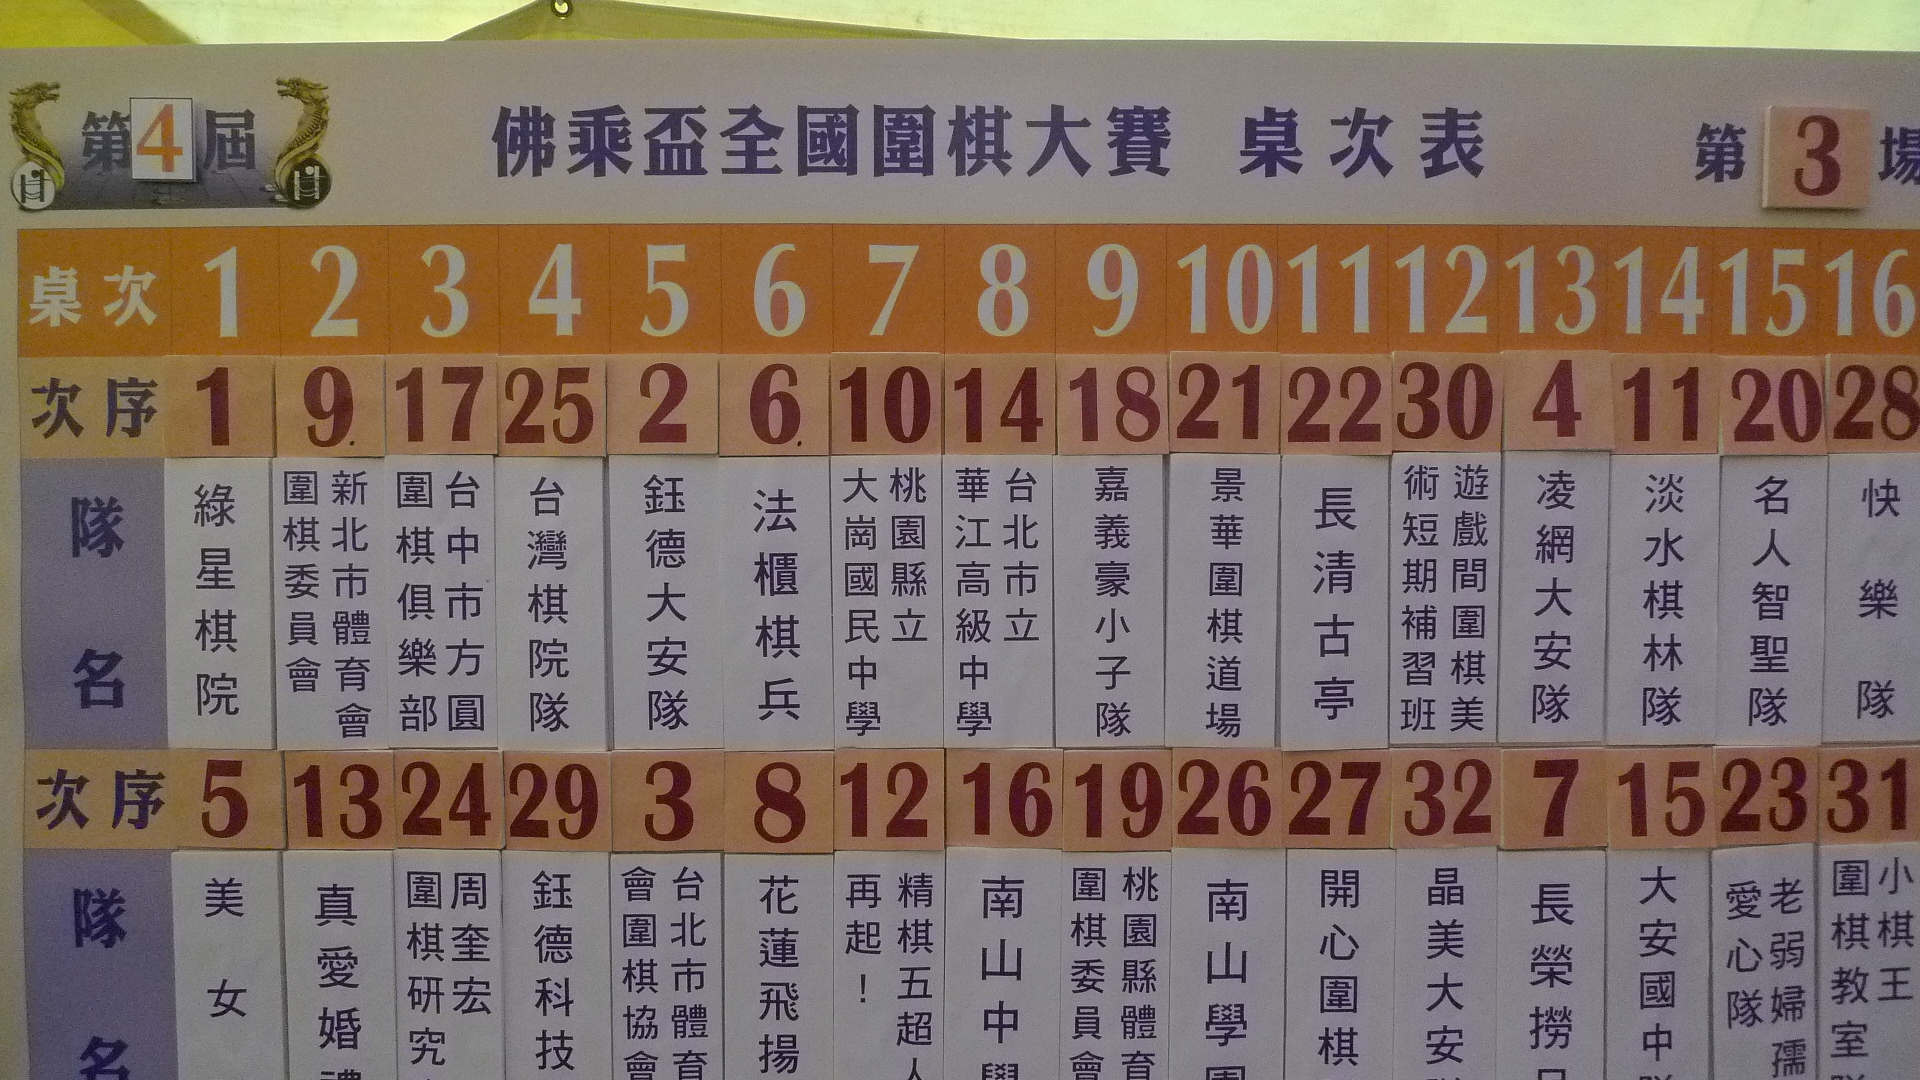 第4屆
佛乘盃全國圍棋大賽 桌次表
第3場
桌次 1 2 3 4 5 6 7 8 9 10 11 12 13 14 15 16
次序 1 9 17 25 2 6 10 14 18 21 22 30 4 11 20 28
隊名
綠星棋院
新北市體育會
圍棋委員會
台中市方圓
圍棋俱樂部
台灣棋院隊
鈺德大安隊
法櫃棋兵
桃園縣立
大崗國民中學
台北市立
華江高級中學
嘉義豪小子隊
景華圍棋道場
長清古亭
遊戲間圍棋美
術短期補習班
凌網大安隊
淡水棋林隊
名人智聖隊
快樂隊
次序 5 13 24 29 3 8 12 16 19 26 27 32 7 15 23 31
隊名
美女
真愛婚
周奎宏
圍棋研究
鈺德科技
台北市體育
會圍棋協會
花蓮飛揚
精棋五超人
再起！
南山中學
桃園縣體育
圍棋委員會
南山學園
開心圍棋
晶美大安
長榮撈
大安國中
老弱婦孺
愛心隊
小棋王
圍棋教室